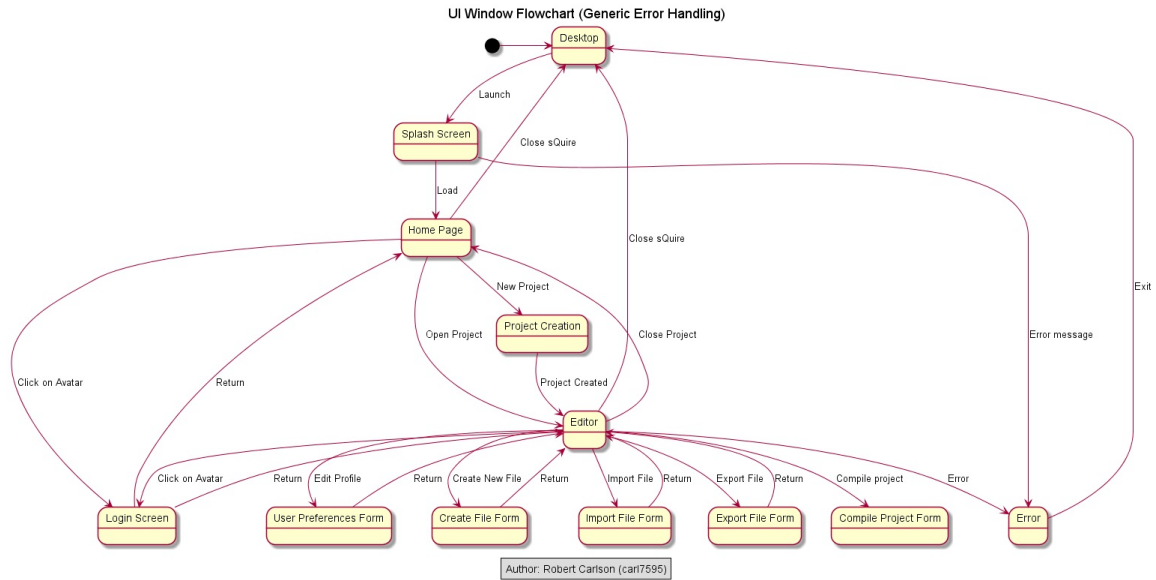 UI Window Flowchart (Generic Error Handling)
Desktop
Launch
Splash Screen
Close sQuire
Load
Home Page
Close sQuire
New Project
Exit
Project Creation
Open Project
Close Project
Error message
Click on Avatar
Return
Project Created
Editor
Click on Avatar
Return
Edit Profile
Return
Create New File
Return
Import File
Return
Export File
Return
Compile project
Error
Login Screen
User Preferences Form
Create File Form
Import File Form
Export File Form
Compile Project Form
Error
Author: Robert Carlson (carl7595)